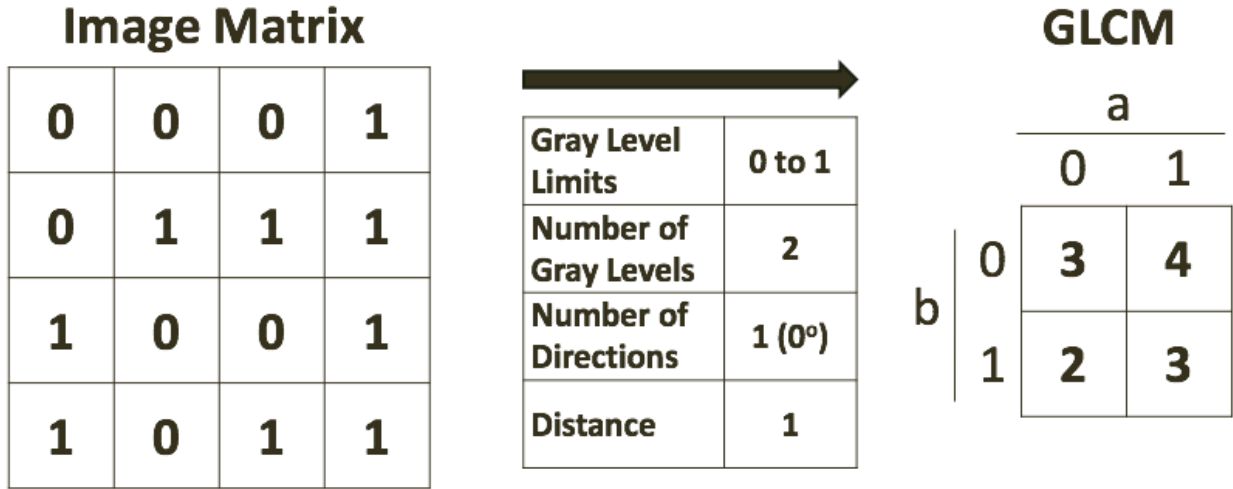 Image Matrix
0 0 0 1
0 1 1 1
1 0 0 1
1 0 1 1
Gray Level
Limits
0 to 1
Number of
Gray Levels
2
Number of
Directions
1 (0º)
Distance
1
GLCM
a
0 1
b
0 3 4
1 2 3